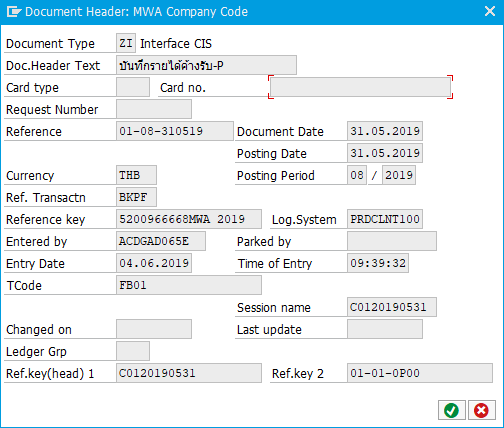 Document Header: MWA Company Code
Document Type ZI Interface CIS
Doc.Header Text บันทึกรายได้ค้างรับ-P
Card type Card no.
Request Number
Reference 01-08-310519 Document Date 31.05.2019
Posting Date 31.05.2019
Currency THB Posting Period 08 / 2019
Ref. Transactn BKPF
Reference key 5200966668MWA 2019 Log.System PRDCLNT100
Entered by ACDGAD065E Parked by
Entry Date 04.06.2019 Time of Entry 09:39:32
TCode FB01
Session name C0120190531
Changed on Last update
Ledger Grp
Ref.key(head) 1 C0120190531 Ref.key 2 01-01-0P00